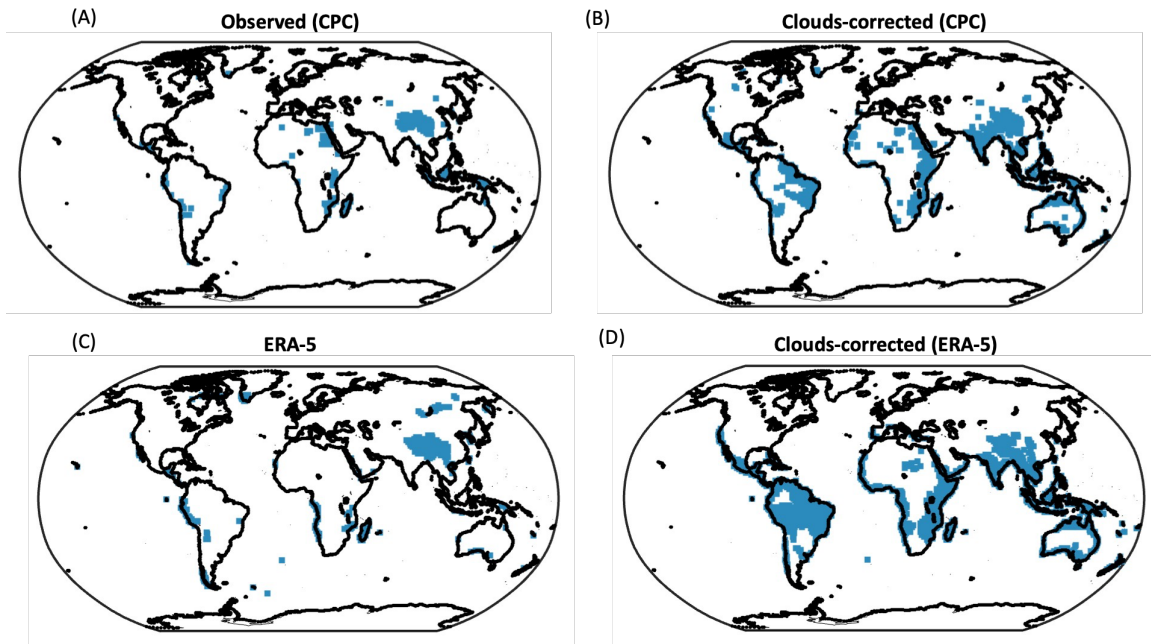 (A)
Observed (CPC)
(B)
Clouds-corrected (CPC)
(C)
ERA-5
(D)
Clouds-corrected (ERA-5)